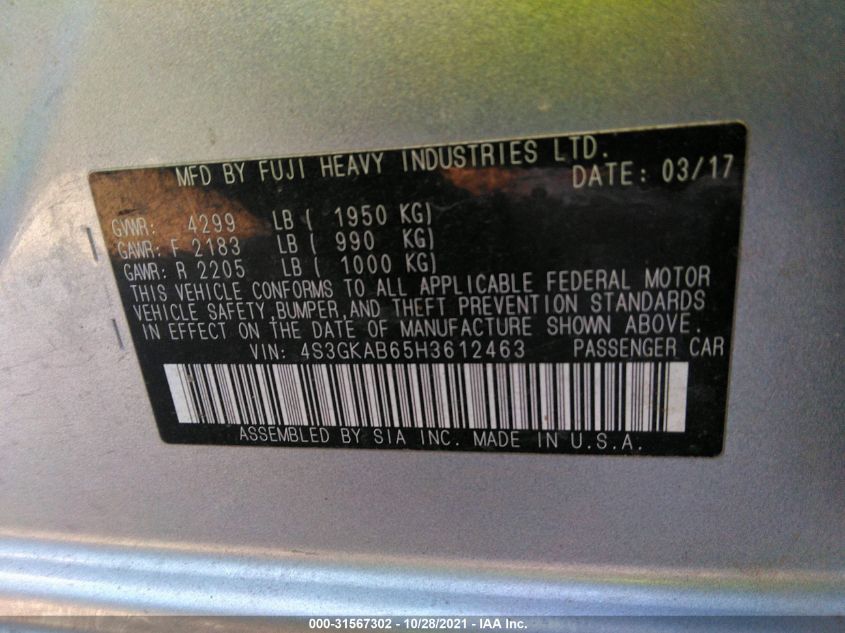 MFD BY FUJI HEAVY INDUSTRIES LTD.
DATE: 03/17
GVWR: 4299 LB ( 1950 KG)
GAWR: F 2183 LB ( 990 KG)
GAWR: R 2205 LB ( 1000 KG)
THIS VEHICLE CONFORMS TO ALL APPLICABLE FEDERAL MOTOR
VEHICLE SAFETY,BUMPER,AND THEFT PREVENTION STANDARDS
IN EFFECT ON THE DATE OF MANUFACTURE SHOWN ABOVE.
VIN: 4S3GKAB65H3612463 PASSENGER CAR
ASSEMBLED BY SIA INC. MADE IN U.S.A.
000-31567302 - 10/28/2021 - IAA Inc.